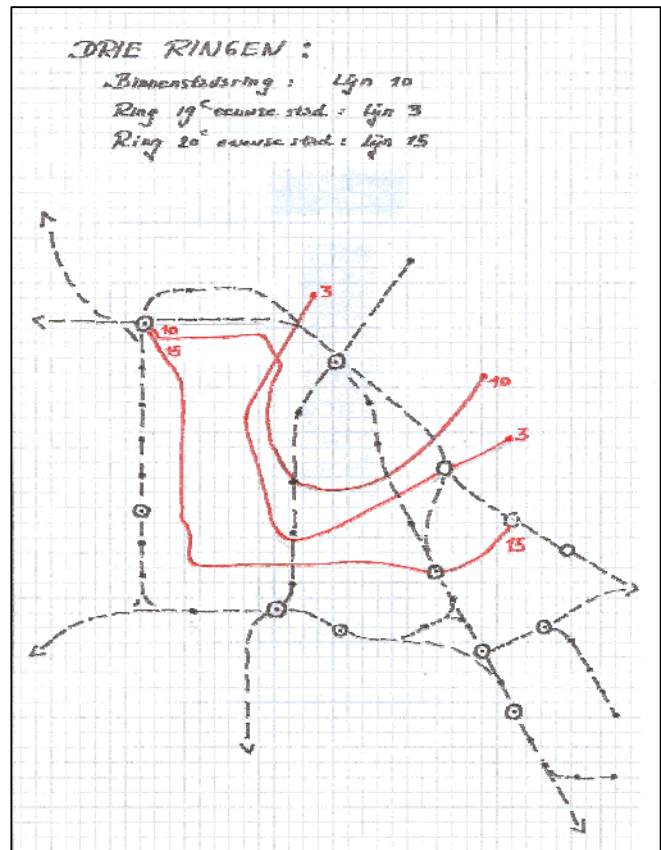 DRIE RINGEN :
Binnenstadsring : Lijn 10
Ring 19e eeuwse stad : lijn 3
Ring 20e eeuwse stad : lijn 15
3
10
15
10
3
15